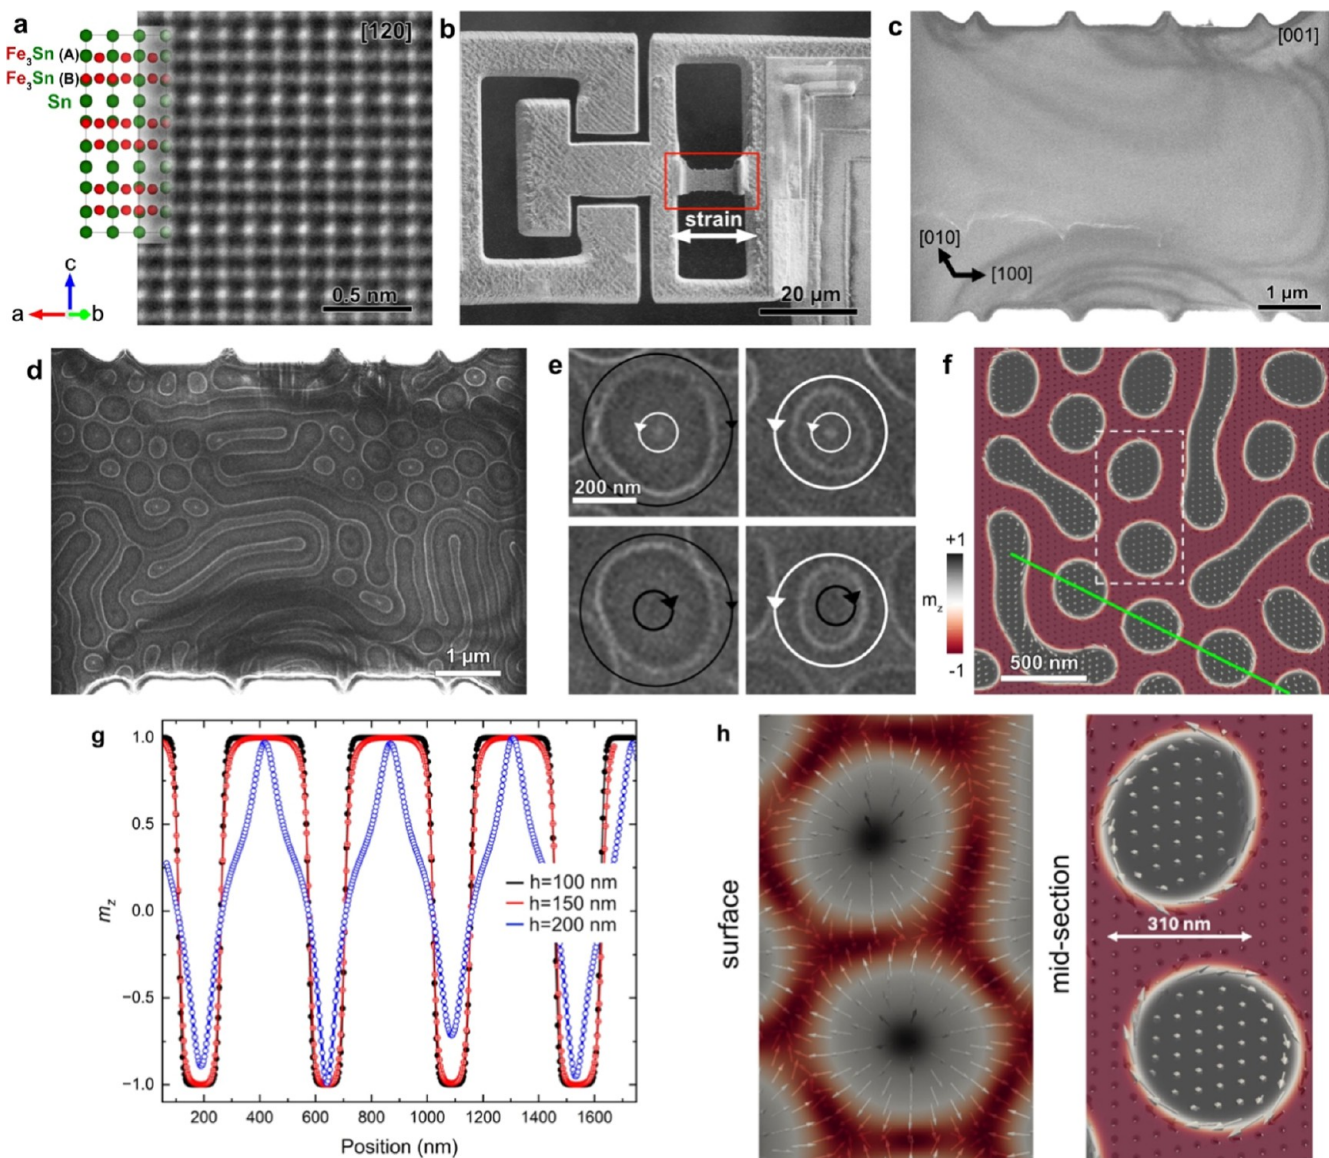 a
[120]
Fe3Sn (A)
Fe3Sn (B)
Sn
c
a
b
0.5 nm
b
strain
20 µm
c
[001]
[010]
[100]
1 µm
d
1 µm
e
200 nm
f
+1
mz
-1
500 nm
g
1.0
0.5
0.0
−0.5
−1.0
mz
h=100 nm
h=150 nm
h=200 nm
200 400 600 800 1000 1200 1400 1600
Position (nm)
h
surface
mid-section
310 nm